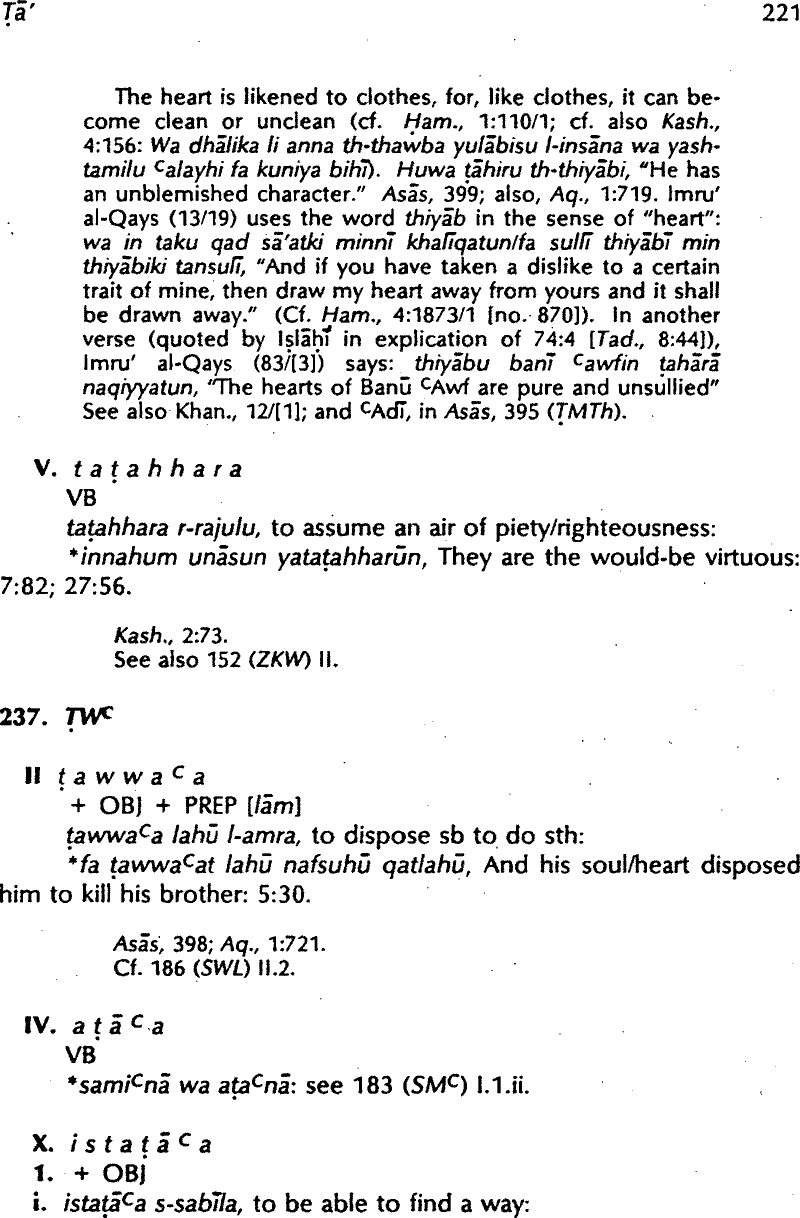 Ṭā' 221
The heart is likened to clothes, for, like clothes, it can be-
come clean or unclean (cf. Ḥam., 1:110/1; cf. also Kash.,
4:156: Wa dhālika li anna th-thawba yulābisu l-insāna wa yash-
tamilu ᶜalayhi fa kuniya bihī). Huwa ṭāhiru th-thiyābi, "He has
an unblemished character." Asās, 399; also, Aq., 1:719. Imru'
al-Qays (13/19) uses the word thiyāb in the sense of "heart":
wa in taku qad sā'atki minnī khalīqatun/fa sullī thiyābī min
thiyābiki tansulī, "And if you have taken a dislike to a certain
trait of mine, then draw my heart away from yours and it shall
be drawn away." (Cf. Ḥam., 4:1873/1 [no. 870]). In another
verse (quoted by Iṣlāḥī in explication of 74:4 [Tad., 8:44]),
Imru' al-Qays (83/[3]) says: thiyābu banī ᶜawfin ṭahārā
naqiyyatun, "The hearts of Banū ᶜAwf are pure and unsullied"
See also Khan., 12/[1]; and ᶜAdī, in Asās, 395 (ṬMTh).
V. t a ṭ a h h a r a
VB
taṭahhara r-rajulu, to assume an air of piety/righteousness:
*innahum unāsun yataṭahharūn, They are the would-be virtuous:
7:82; 27:56.
Kash., 2:73.
See also 152 (ZKW) II.
237. ṬWᶜ
II ṭ a w w a ᶜ a
+ OBJ + PREP [lām]
ṭawwaᶜa lahū l-amra, to dispose sb to do sth:
*fa ṭawwaᶜat lahū nafsuhū qatlahū, And his soul/heart disposed
him to kill his brother: 5:30.
Asās, 398; Aq., 1:721.
Cf. 186 (SWL) II.2.
IV. a ṭ ā ᶜ a
VB
*samiᶜnā wa aṭaᶜnā: see 183 (SMᶜ) I.1.ii.
X. i s t a ṭ ā ᶜ a
1. + OBJ
i. istaṭāᶜa s-sabīla, to be able to find a way: